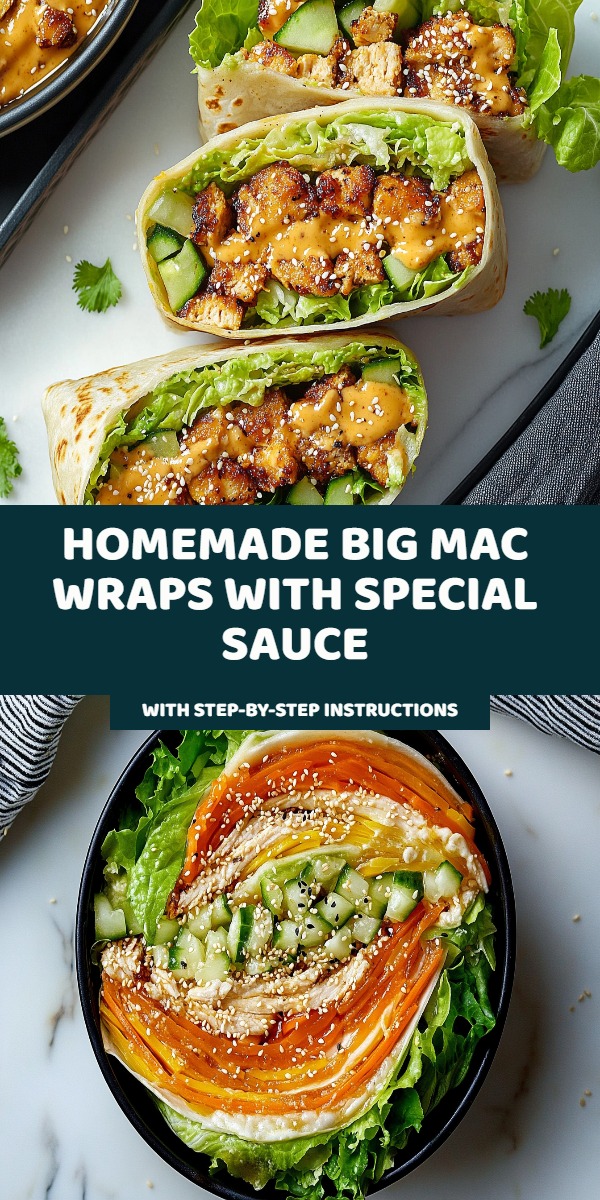 HOMEMADE BIG MAC
WRAPS WITH SPECIAL
SAUCE
WITH STEP-BY-STEP INSTRUCTIONS